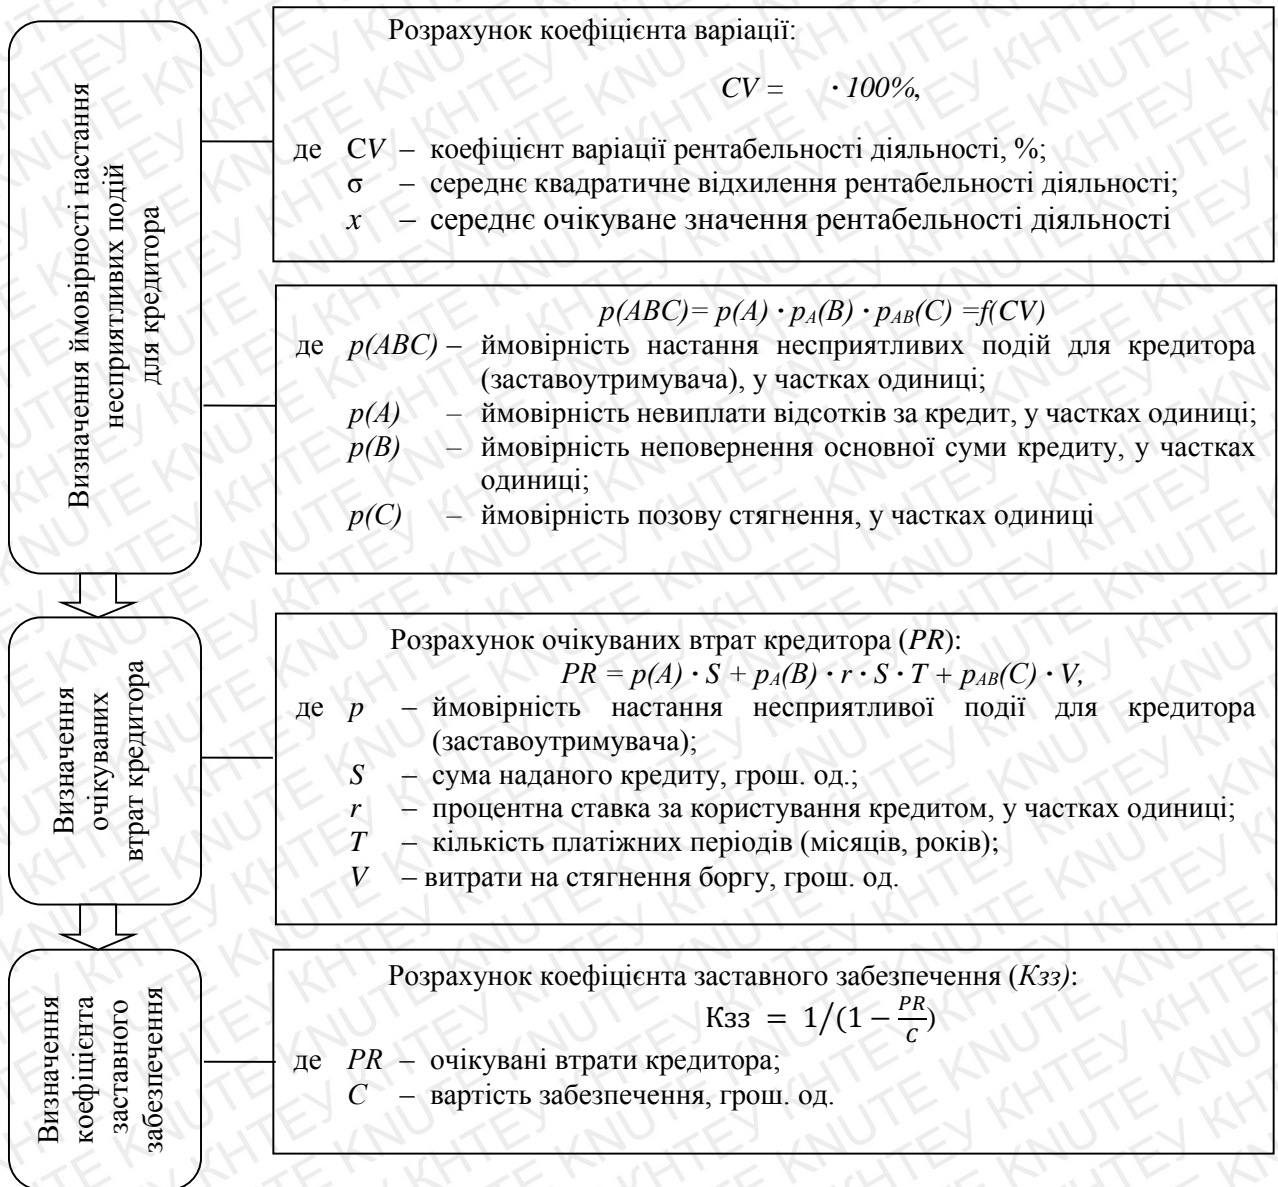 Визначення ймовірності настання
несприятливих подій
для кредитора
Розрахунок коефіцієнта варіації:
CV = · 100%,
де CV – коефіцієнт варіації рентабельності діяльності, %;
σ – середнє квадратичне відхилення рентабельності діяльності;
x – середнє очікуване значення рентабельності діяльності
p(ABC)= p(A) · pA(B) · pAB(C) =f(CV)
де p(ABC) – ймовірність настання несприятливих подій для кредитора
(заставоутримувача), у частках одиниці;
p(A) – ймовірність невиплати відсотків за кредит, у частках одиниці;
p(B) – ймовірність неповернення основної суми кредиту, у частках
одиниці;
p(C) – ймовірність позову стягнення, у частках одиниці
Визначення
очікуваних
втрат кредитора
Розрахунок очікуваних втрат кредитора (PR):
PR = p(A) · S + pA(B) · r · S · T + pAB(C) · V,
де p – ймовірність настання несприятливої події для кредитора
(заставоутримувача);
S – сума наданого кредиту, грош. од.;
r – процентна ставка за користування кредитом, у частках одиниці;
T – кількість платіжних періодів (місяців, років);
V – витрати на стягнення боргу, грош. од.
Визначення
коефіцієнта
заставного
забезпечення
Розрахунок коефіцієнта заставного забезпечення (Кзз):
Кзз = 1/(1 − PR/C)
де PR – очікувані втрати кредитора;
C – вартість забезпечення, грош. од.